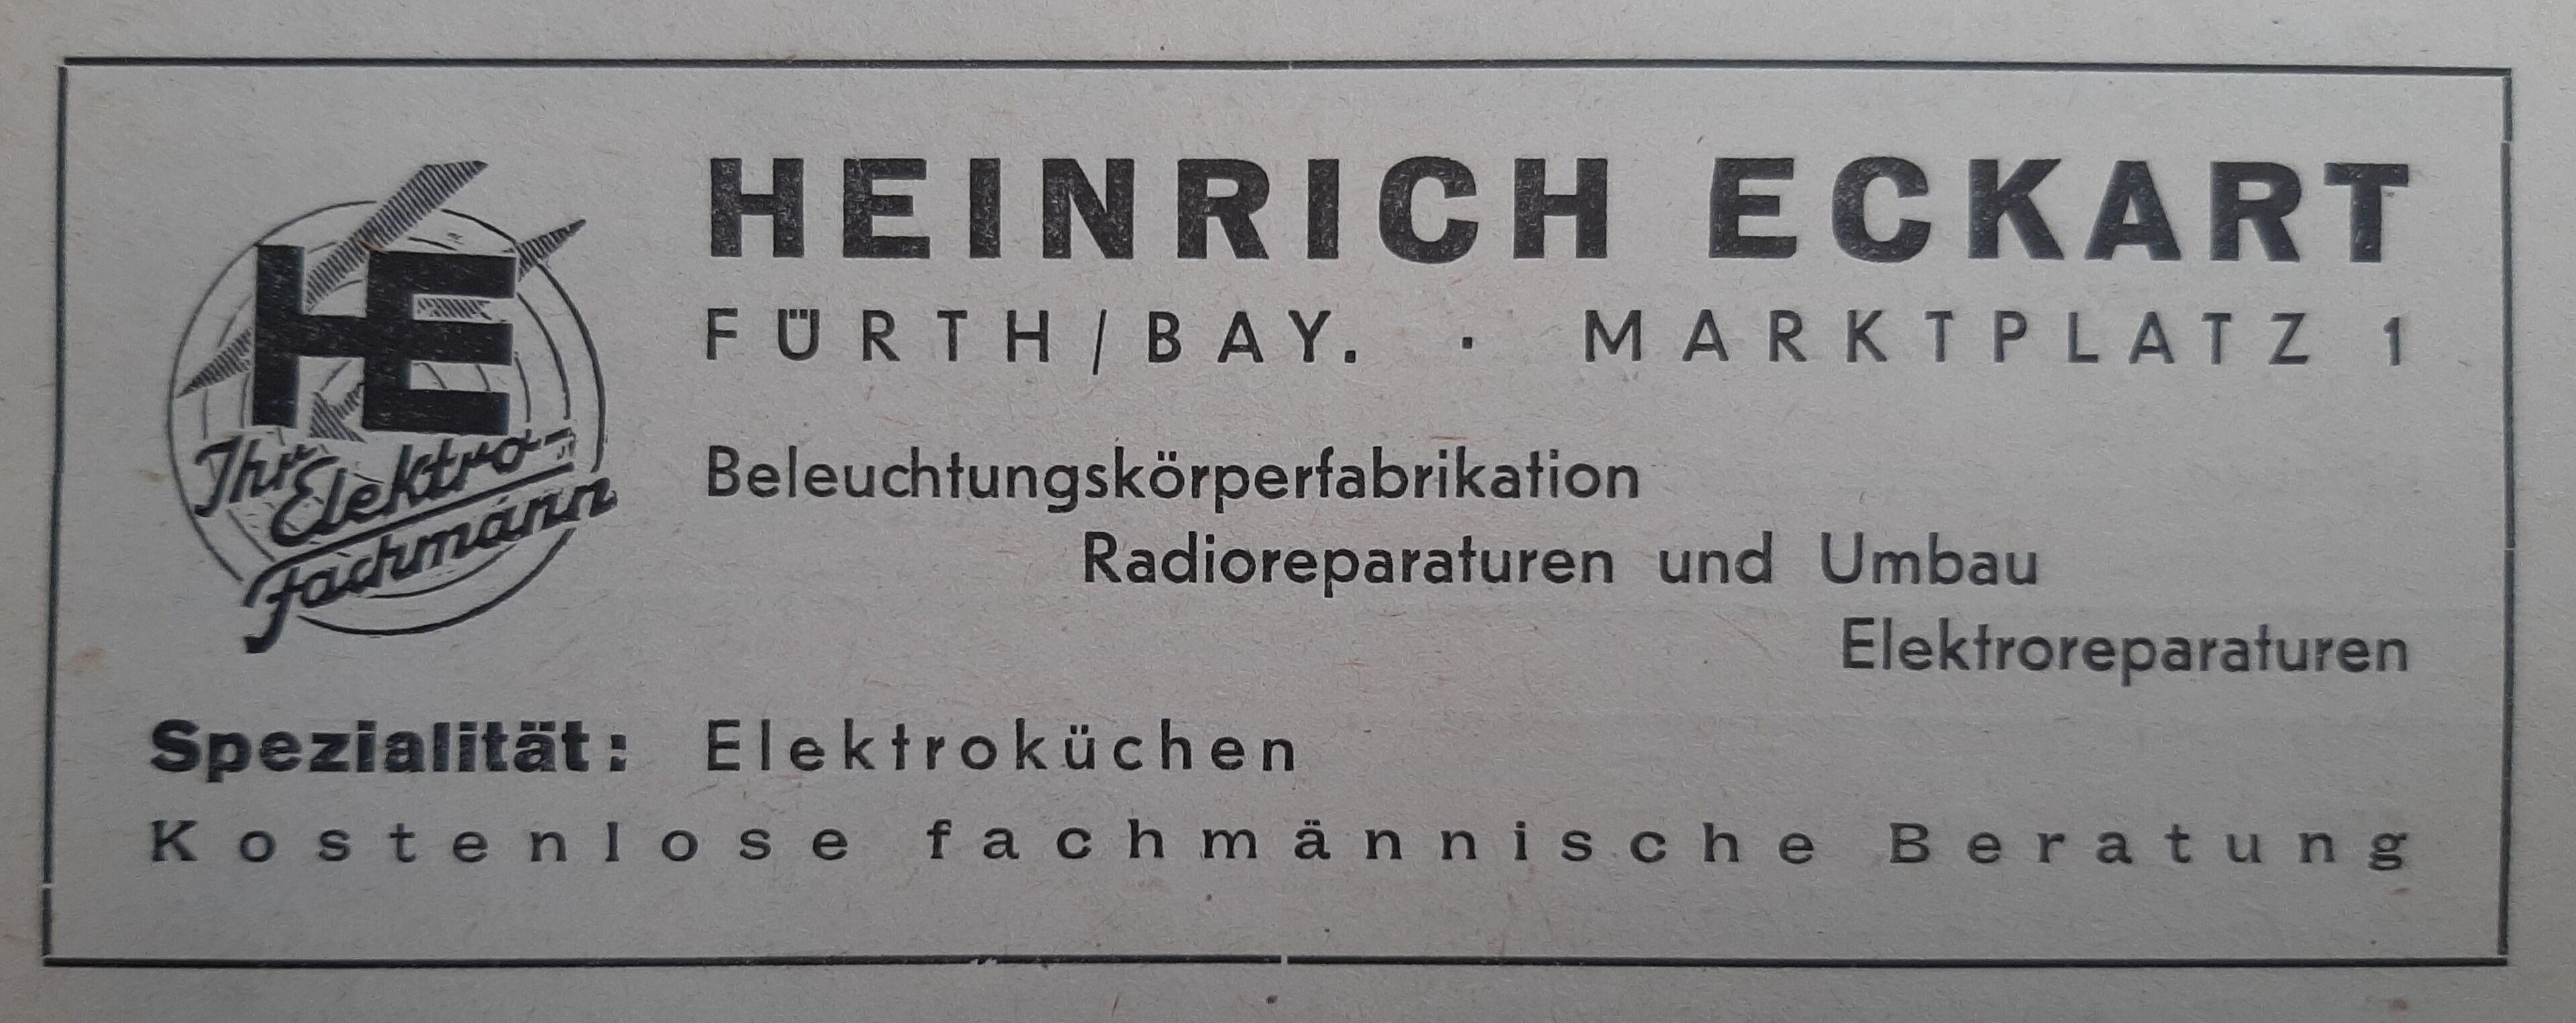 HE
Ihr Elektro-
Fachmann
HEINRICH ECKART
FÜRTH/BAY. · MARKTPLATZ 1
Beleuchtungskörperfabrikation
Radioreparaturen und Umbau
Elektroreparaturen
Spezialität: Elektroküchen
Kostenlose fachmännische Beratung